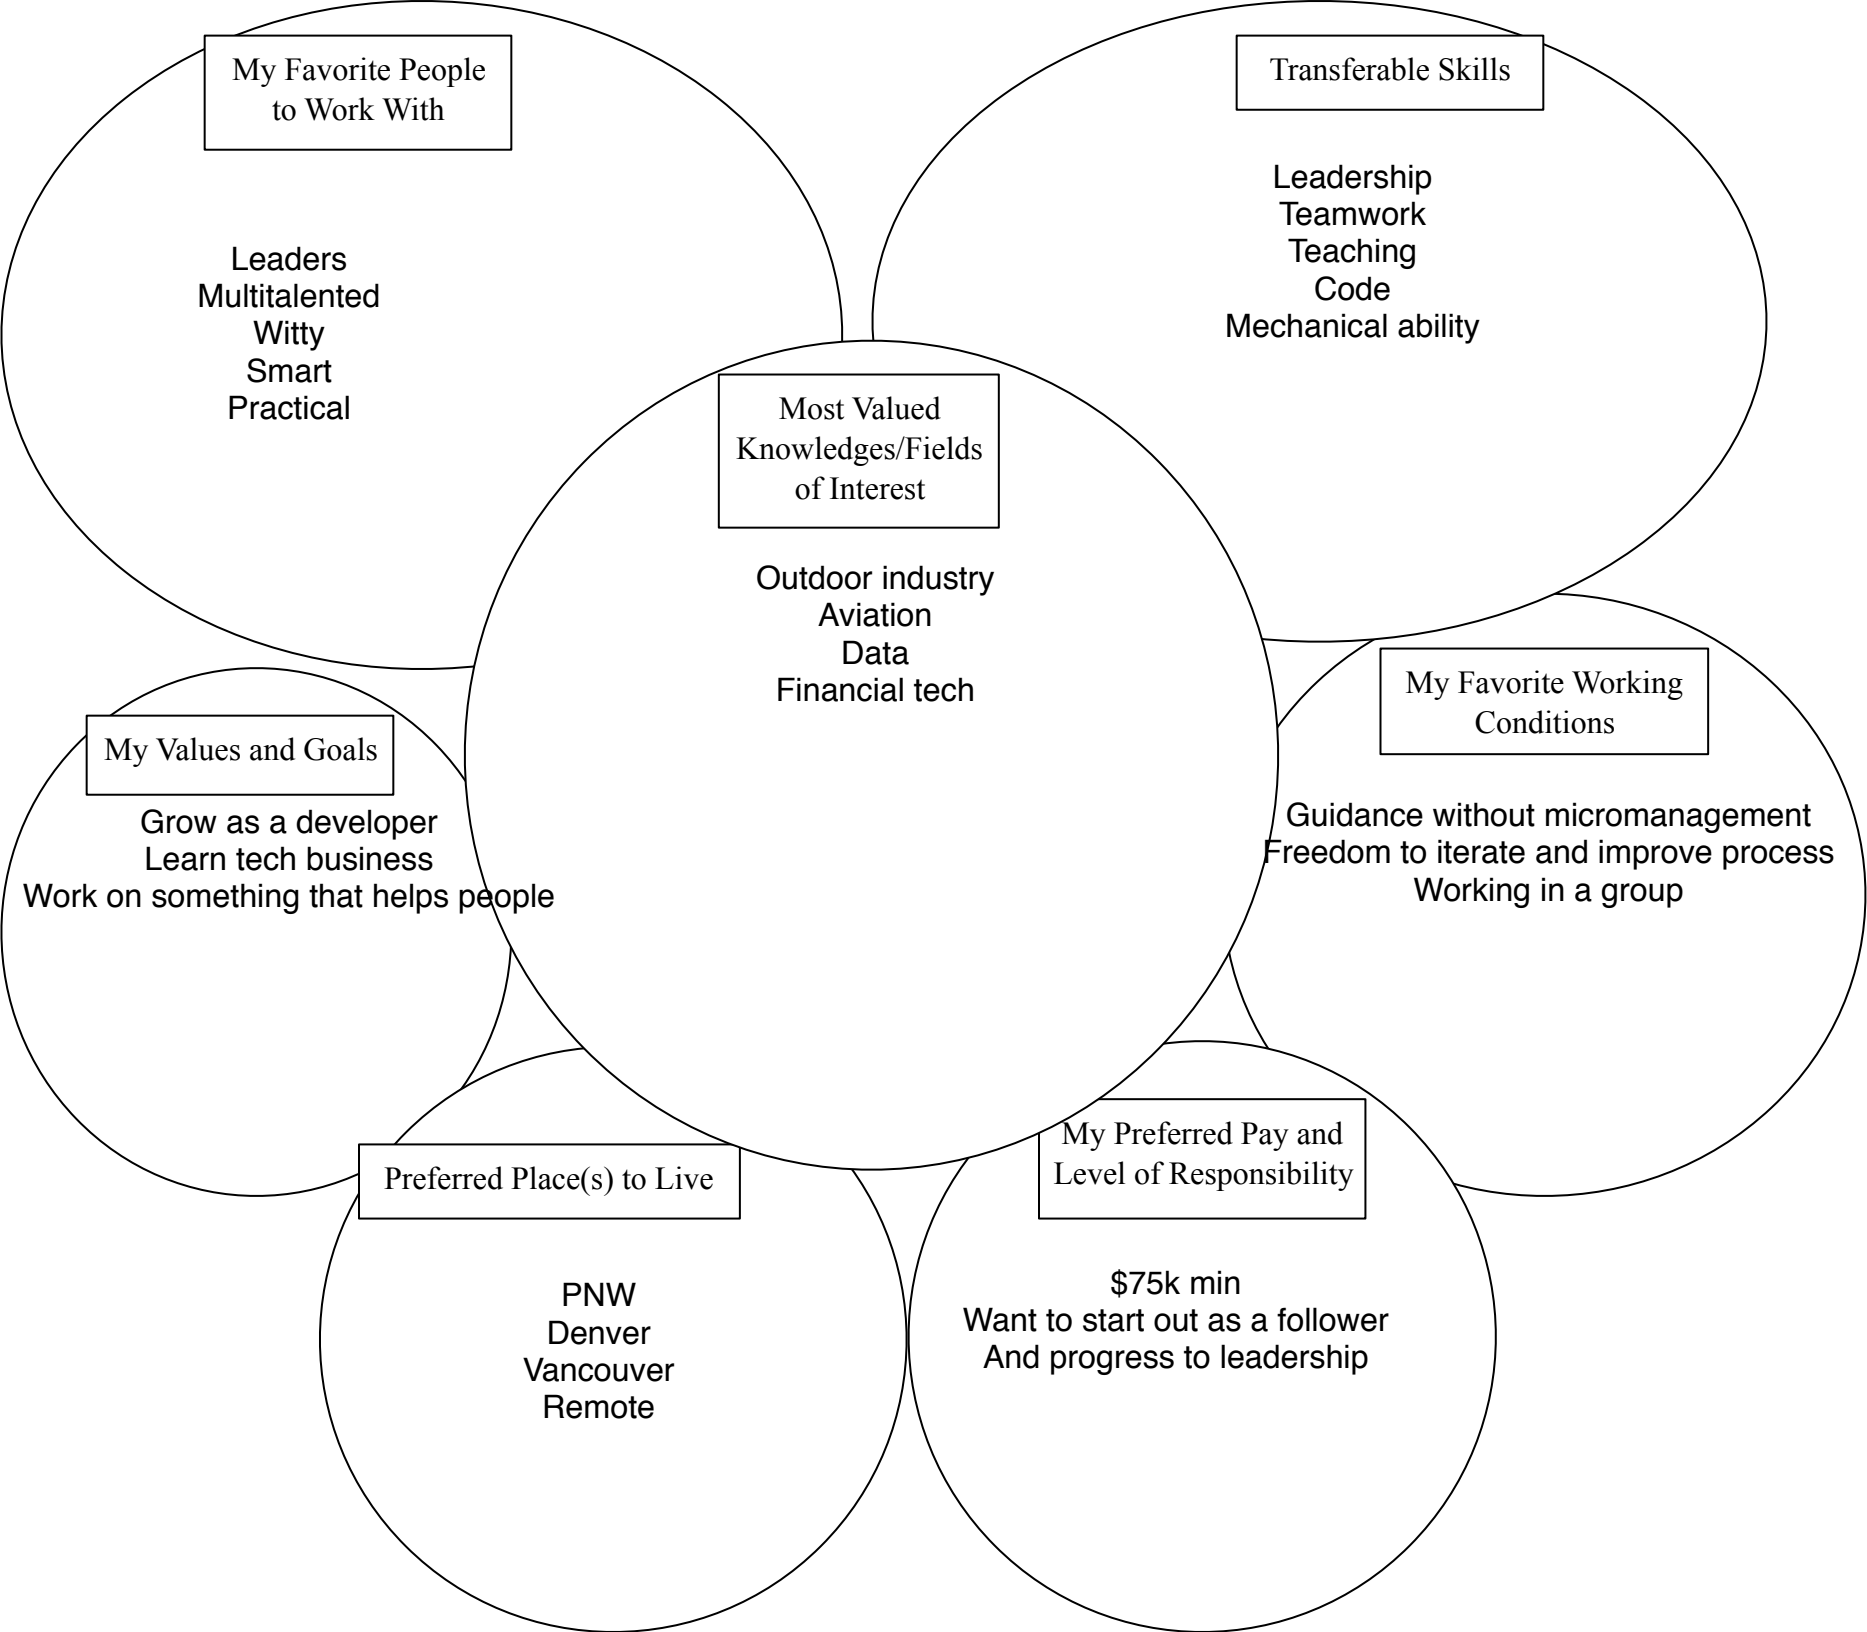 My Favorite People
to Work With
Leaders
Multitalented
Witty
Smart
Practical
Transferable Skills
Leadership
Teamwork
Teaching
Code
Mechanical ability
Most Valued
Knowledges/Fields
of Interest
Outdoor industry
Aviation
Data
Financial tech
My Values and Goals
Grow as a developer
Learn tech business
Work on something that helps people
My Favorite Working
Conditions
Guidance without micromanagement
Freedom to iterate and improve process
Working in a group
Preferred Place(s) to Live
PNW
Denver
Vancouver
Remote
My Preferred Pay and
Level of Responsibility
$75k min
Want to start out as a follower
And progress to leadership